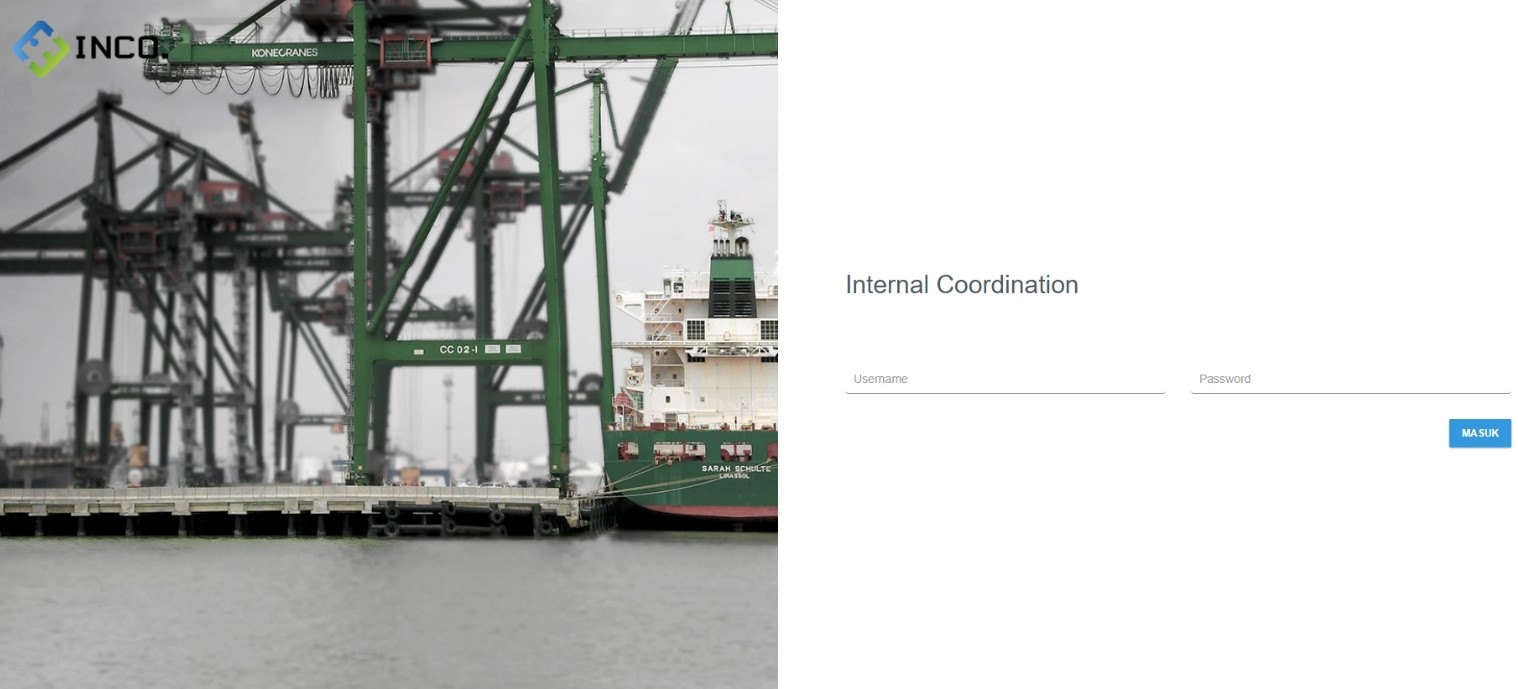 INCO.
KONECRANES
CC 02-I
SARAH SCHULTE
LIMASSOL
Internal Coordination
Username
Password
MASUK